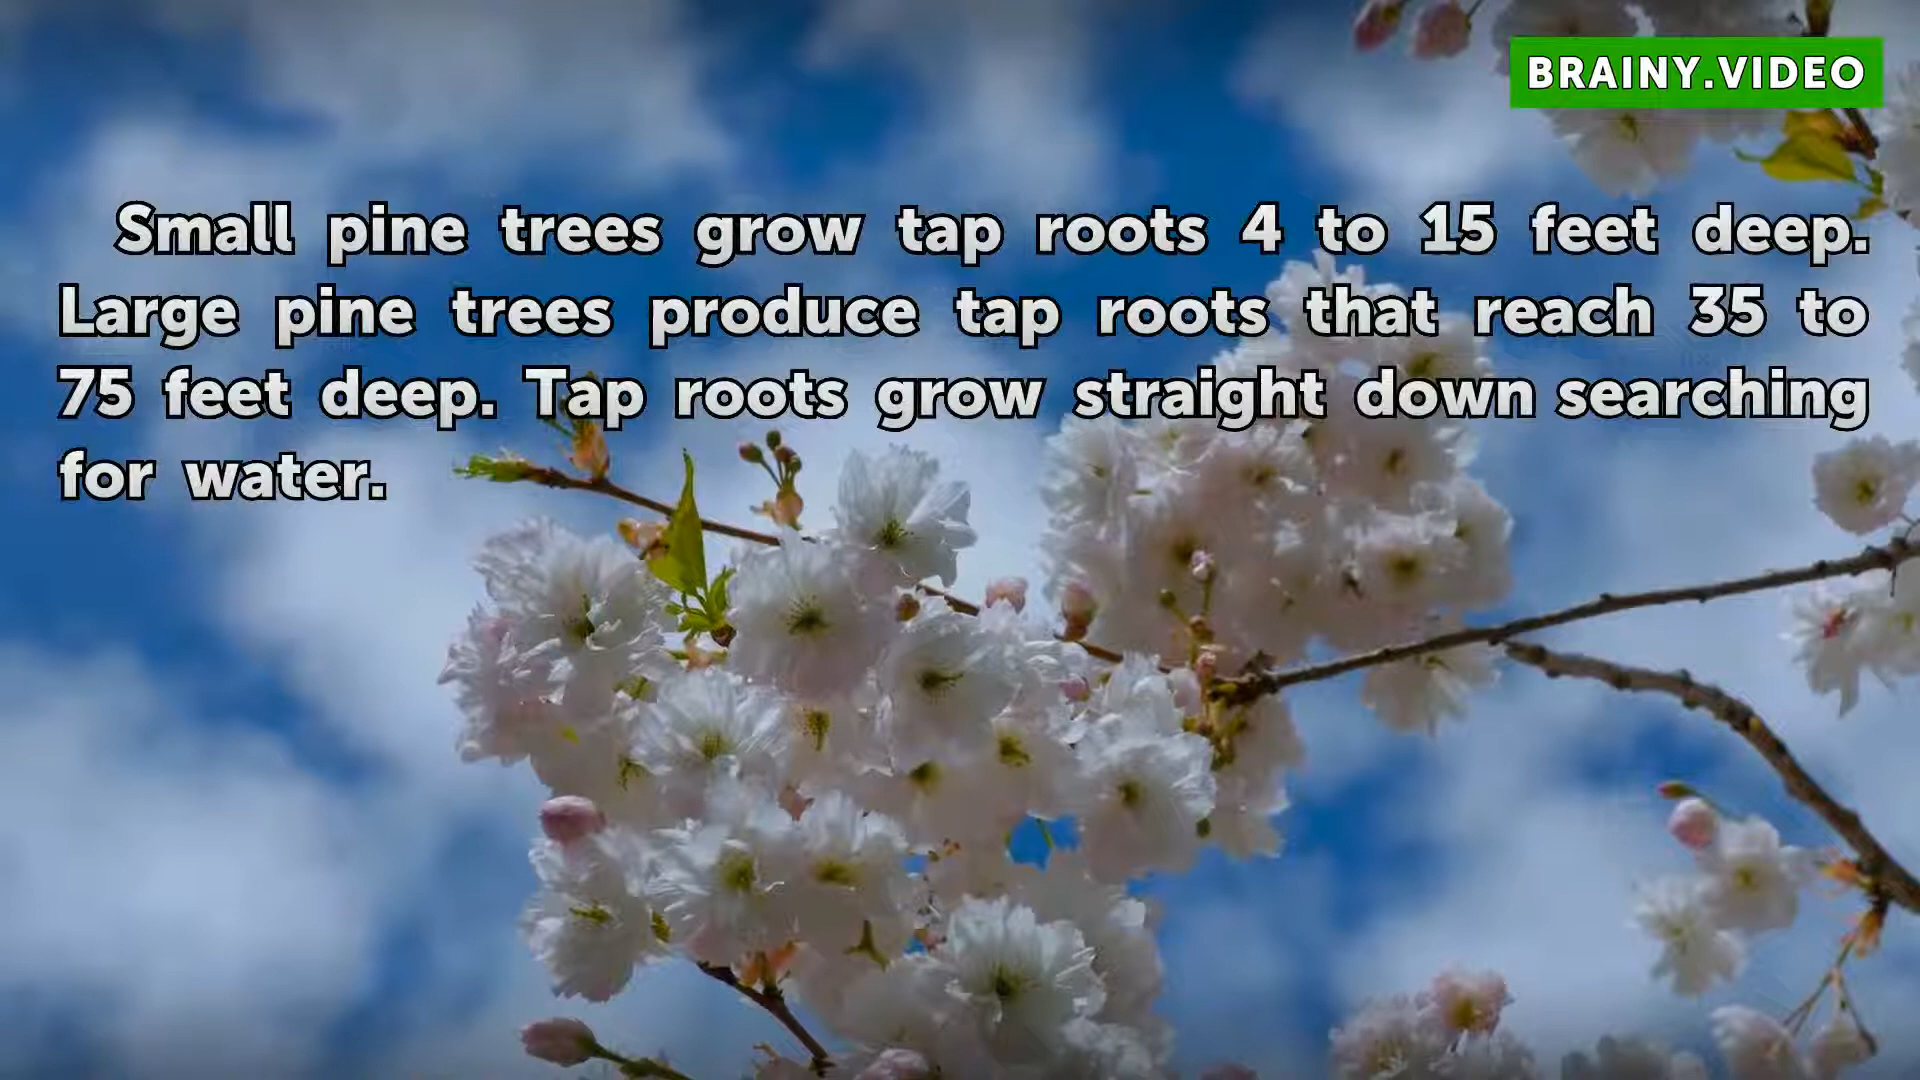 BRAINY.VIDEO
Small pine trees grow tap roots 4 to 15 feet deep.
Large pine trees produce tap roots that reach 35 to
75 feet deep. Tap roots grow straight down searching
for water.